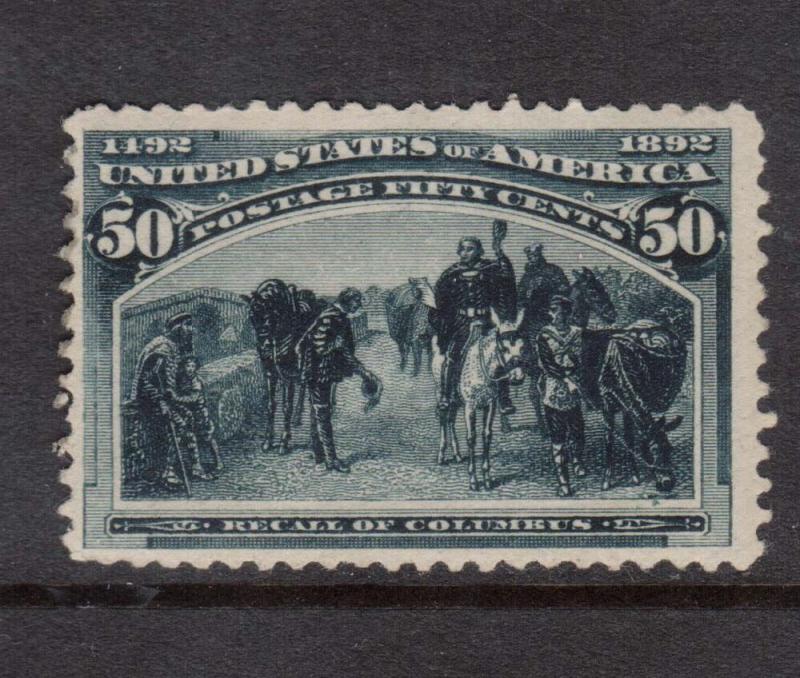 1492 1892
UNITED STATES OF AMERICA
POSTAGE FIFTY CENTS
50 50
RECALL OF COLUMBUS